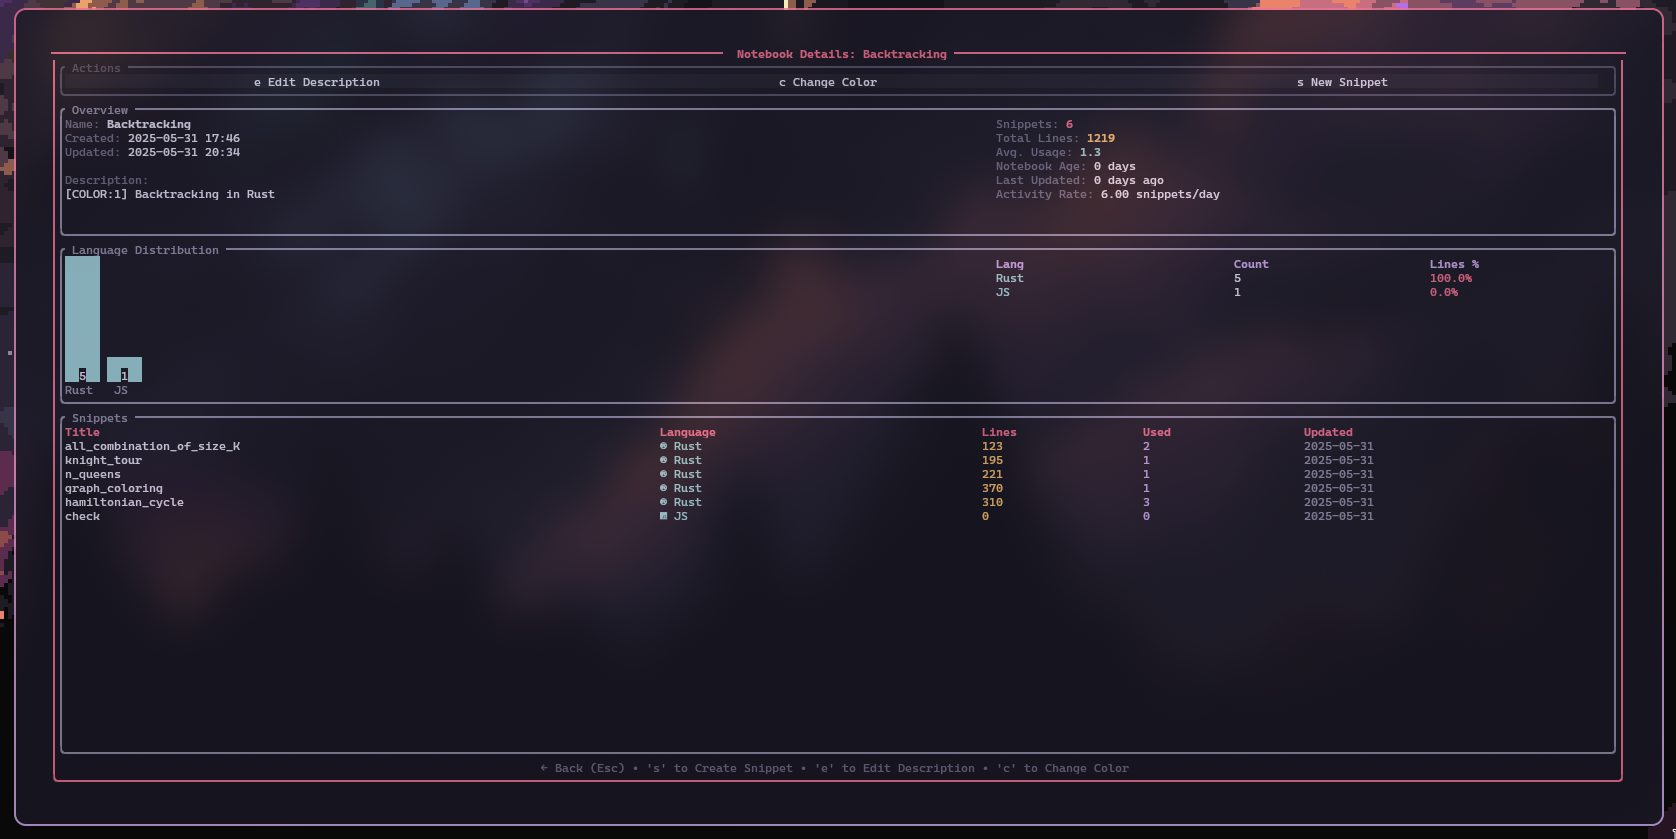 Notebook Details: Backtracking
Actions
e Edit Description c Change Color s New Snippet
Overview
Name: Backtracking
Created: 2025-05-31 17:46
Updated: 2025-05-31 20:34
Description:
[COLOR:1] Backtracking in Rust
Snippets: 6
Total Lines: 1219
Avg. Usage: 1.3
Notebook Age: 0 days
Last Updated: 0 days ago
Activity Rate: 6.00 snippets/day
Language Distribution
5 1
Rust JS
Lang Count Lines %
Rust 5 100.0%
JS 1 0.0%
Snippets
Title Language Lines Used Updated
all_combination_of_size_K Rust 123 2 2025-05-31
knight_tour Rust 195 1 2025-05-31
n_queens Rust 221 1 2025-05-31
graph_coloring Rust 370 1 2025-05-31
hamiltonian_cycle Rust 310 3 2025-05-31
check JS 0 0 2025-05-31
← Back (Esc) • 's' to Create Snippet • 'e' to Edit Description • 'c' to Change Color